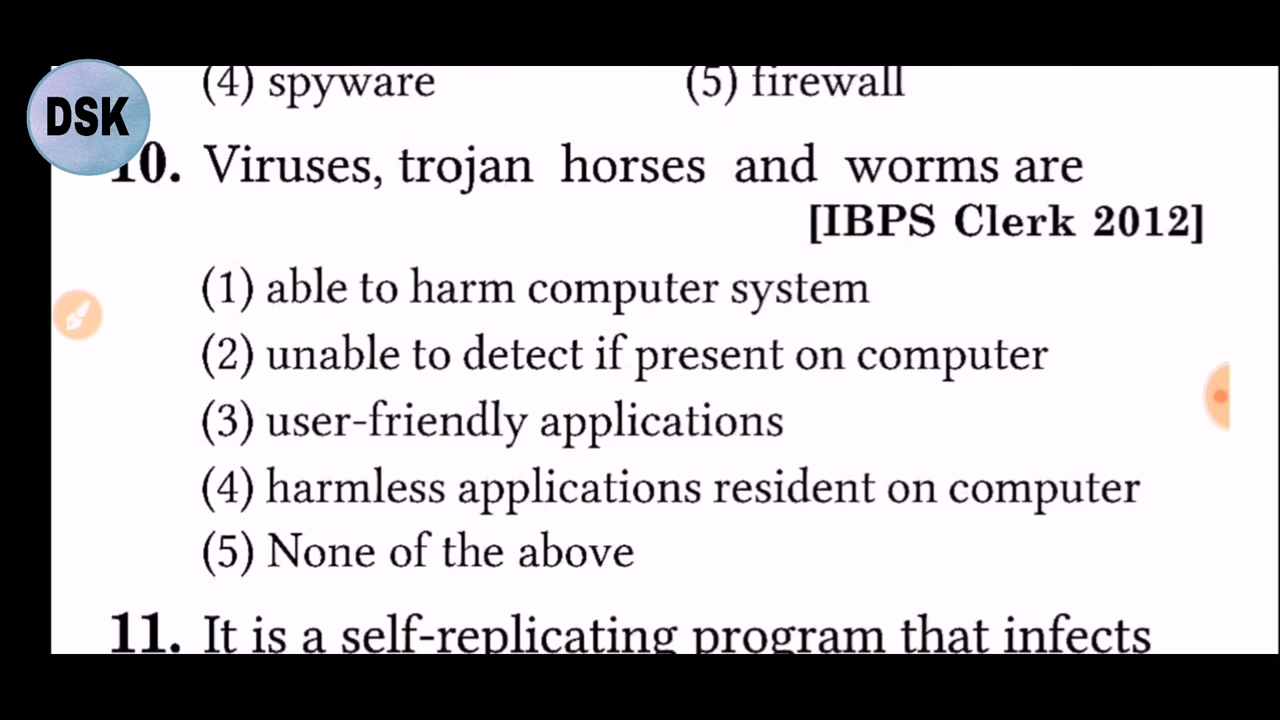 DSK
(4) spyware (5) firewall
10. Viruses, trojan horses and worms are
[IBPS Clerk 2012]
(1) able to harm computer system
(2) unable to detect if present on computer
(3) user-friendly applications
(4) harmless applications resident on computer
(5) None of the above
11. It is a self-replicating program that infects